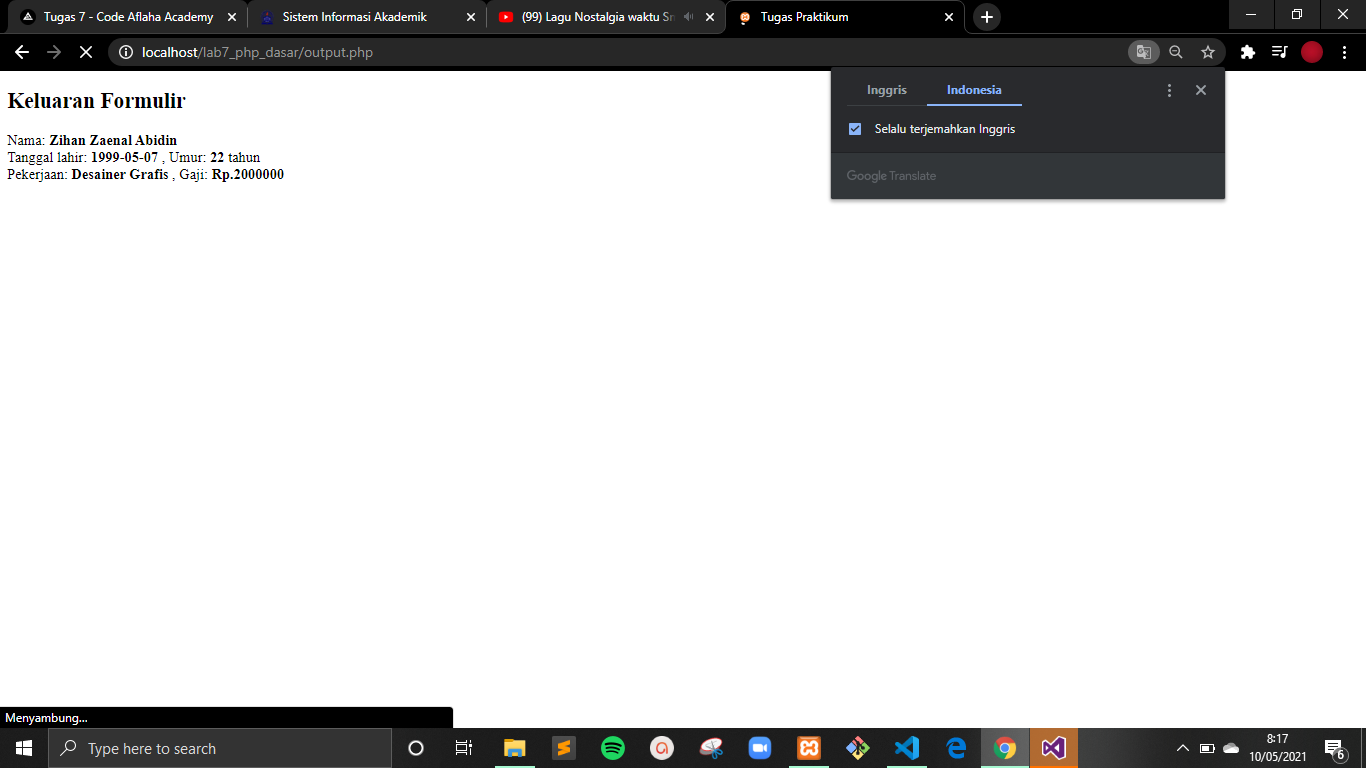 Tugas 7 - Code Aflaha Academy
Sistem Informasi Akademik
(99) Lagu Nostalgia waktu Sm
Tugas Praktikum
localhost/lab7_php_dasar/output.php
Inggris
Indonesia
Selalu terjemahkan Inggris
Google Translate
Keluaran Formulir
Nama: Zihan Zaenal Abidin
Tanggal lahir: 1999-05-07 , Umur: 22 tahun
Pekerjaan: Desainer Grafis , Gaji: Rp.2000000
Menyambung...
Type here to search
8:17
10/05/2021
6